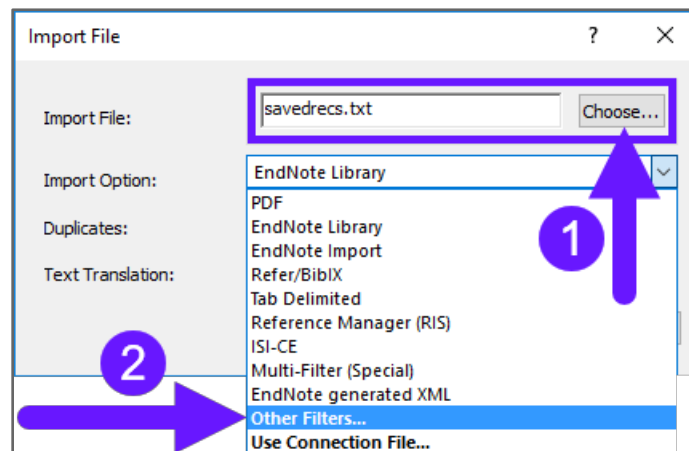 Import File ? ×
Import File: savedrecs.txt Choose...
Import Option: EndNote Library
PDF
Duplicates: EndNote Library
EndNote Import
Text Translation: Refer/BibIX
Tab Delimited
Reference Manager (RIS)
ISI-CE
Multi-Filter (Special)
EndNote generated XML
Other Filters...
Use Connection File...
1
2